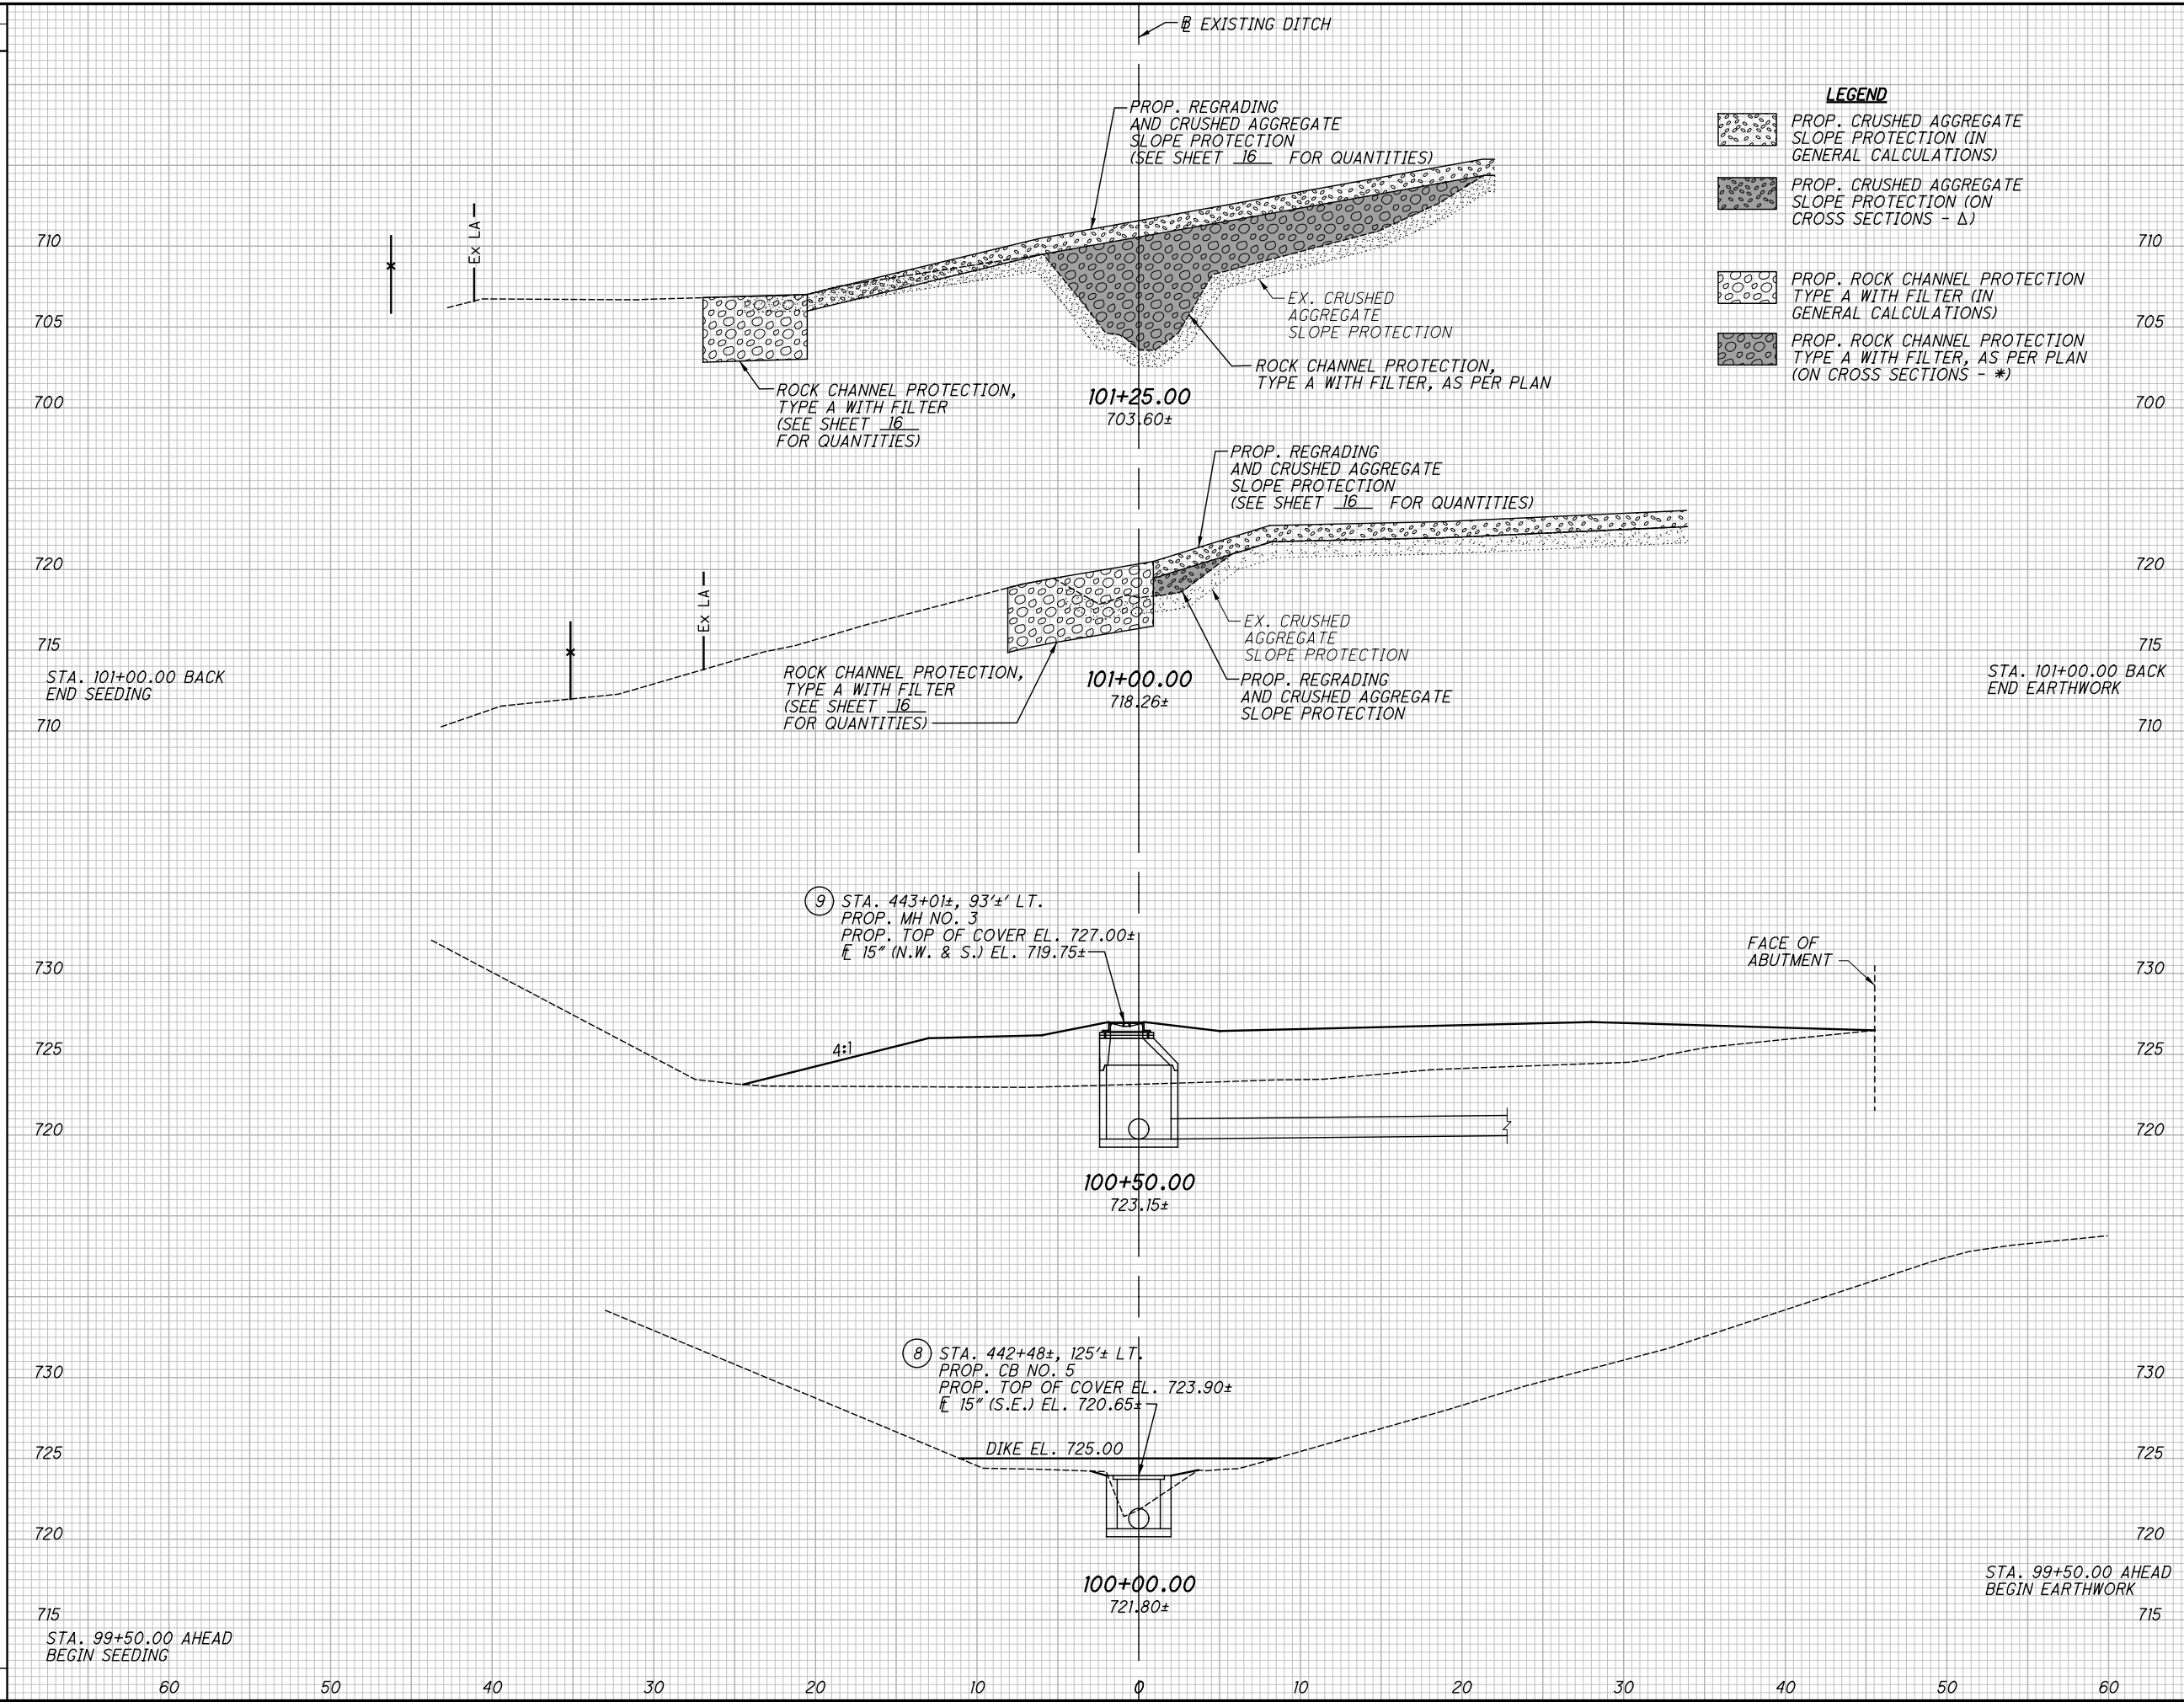 ℄ EXISTING DITCH
LEGEND
PROP. CRUSHED AGGREGATE
SLOPE PROTECTION (IN
GENERAL CALCULATIONS)
PROP. CRUSHED AGGREGATE
SLOPE PROTECTION (ON
CROSS SECTIONS - Δ)
PROP. ROCK CHANNEL PROTECTION
TYPE A WITH FILTER (IN
GENERAL CALCULATIONS)
PROP. ROCK CHANNEL PROTECTION
TYPE A WITH FILTER, AS PER PLAN
(ON CROSS SECTIONS - *)
PROP. REGRADING
AND CRUSHED AGGREGATE
SLOPE PROTECTION
(SEE SHEET 16 FOR QUANTITIES)
Ex LA
710
710
705
705
700
700
EX. CRUSHED
AGGREGATE
SLOPE PROTECTION
ROCK CHANNEL PROTECTION,
TYPE A WITH FILTER, AS PER PLAN
ROCK CHANNEL PROTECTION,
TYPE A WITH FILTER
(SEE SHEET 16
FOR QUANTITIES)
101+25.00
703.60±
PROP. REGRADING
AND CRUSHED AGGREGATE
SLOPE PROTECTION
(SEE SHEET 16 FOR QUANTITIES)
720
720
Ex LA
715
715
EX. CRUSHED
AGGREGATE
SLOPE PROTECTION
STA. 101+00.00 BACK
END SEEDING
STA. 101+00.00 BACK
END EARTHWORK
ROCK CHANNEL PROTECTION,
TYPE A WITH FILTER
(SEE SHEET 16
FOR QUANTITIES)
101+00.00
718.26±
PROP. REGRADING
AND CRUSHED AGGREGATE
SLOPE PROTECTION
710
710
9 STA. 443+01±, 93'±' LT.
PROP. MH NO. 3
PROP. TOP OF COVER EL. 727.00±
15" (N.W. & S.) EL. 719.75±
FACE OF
ABUTMENT
730
730
4:1
725
725
720
720
100+50.00
723.15±
8 STA. 442+48±, 125'± LT.
PROP. CB NO. 5
PROP. TOP OF COVER EL. 723.90±
15" (S.E.) EL. 720.65±
730
730
DIKE EL. 725.00
725
725
720
720
100+00.00
721.80±
STA. 99+50.00 AHEAD
BEGIN EARTHWORK
715
715
STA. 99+50.00 AHEAD
BEGIN SEEDING
60 50 40 30 20 10 0 10 20 30 40 50 60